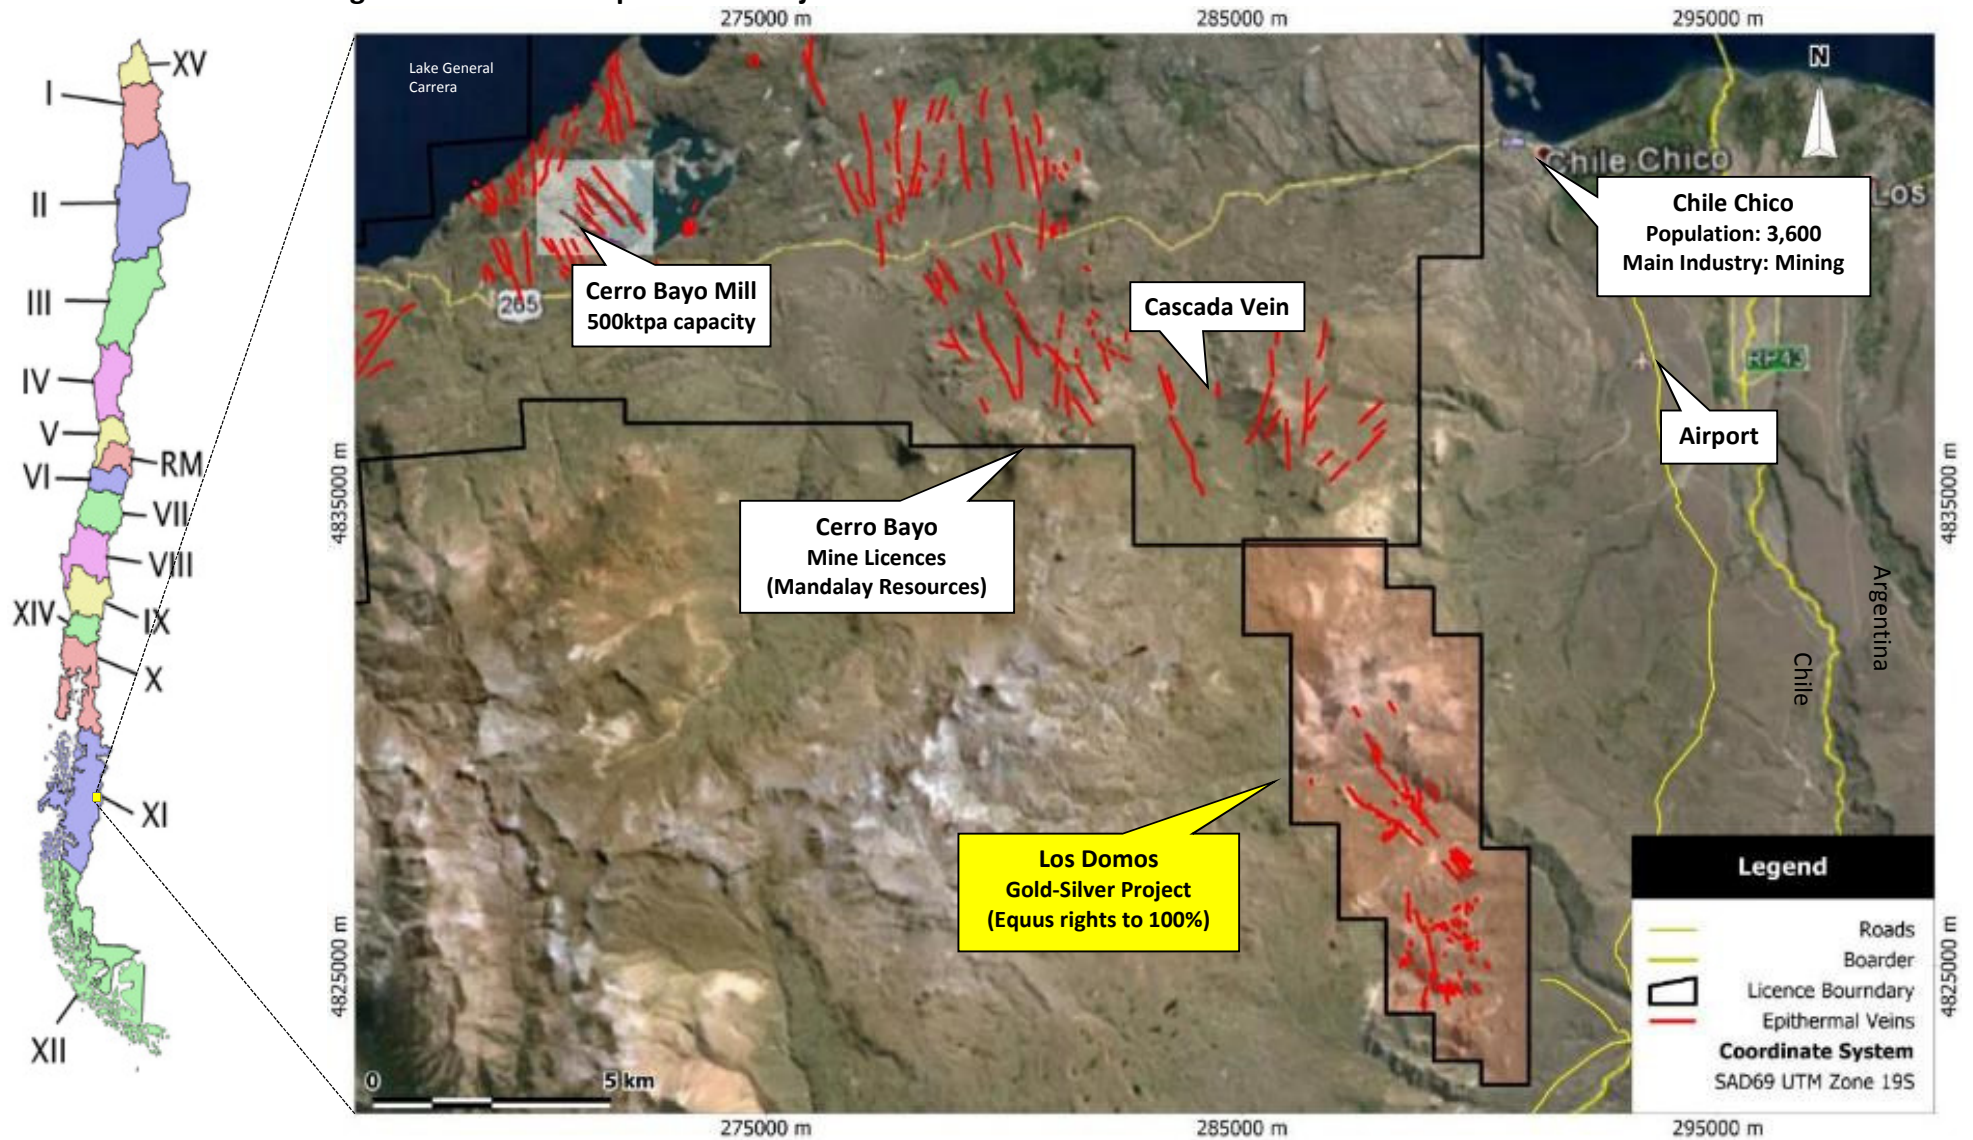 275000 m
285000 m
295000 m
XV
I
II
III
IV
V
RM
VI
VII
VIII
XIV
IX
X
XI
XII
Lake General
Carrera
N
Chile Chico
Los
Chile Chico
Population: 3,600
Main Industry: Mining
Cerro Bayo Mill
500ktpa capacity
265
Cascada Vein
RP43
Airport
4835000 m
4835000 m
Cerro Bayo
Mine Licences
(Mandalay Resources)
Argentina
Chile
Los Domos
Gold-Silver Project
(Equus rights to 100%)
4825000 m
4825000 m
Legend
Roads
Boarder
Licence Bourndary
Epithermal Veins
Coordinate System
SAD69 UTM Zone 19S
0
5 km
275000 m
285000 m
295000 m